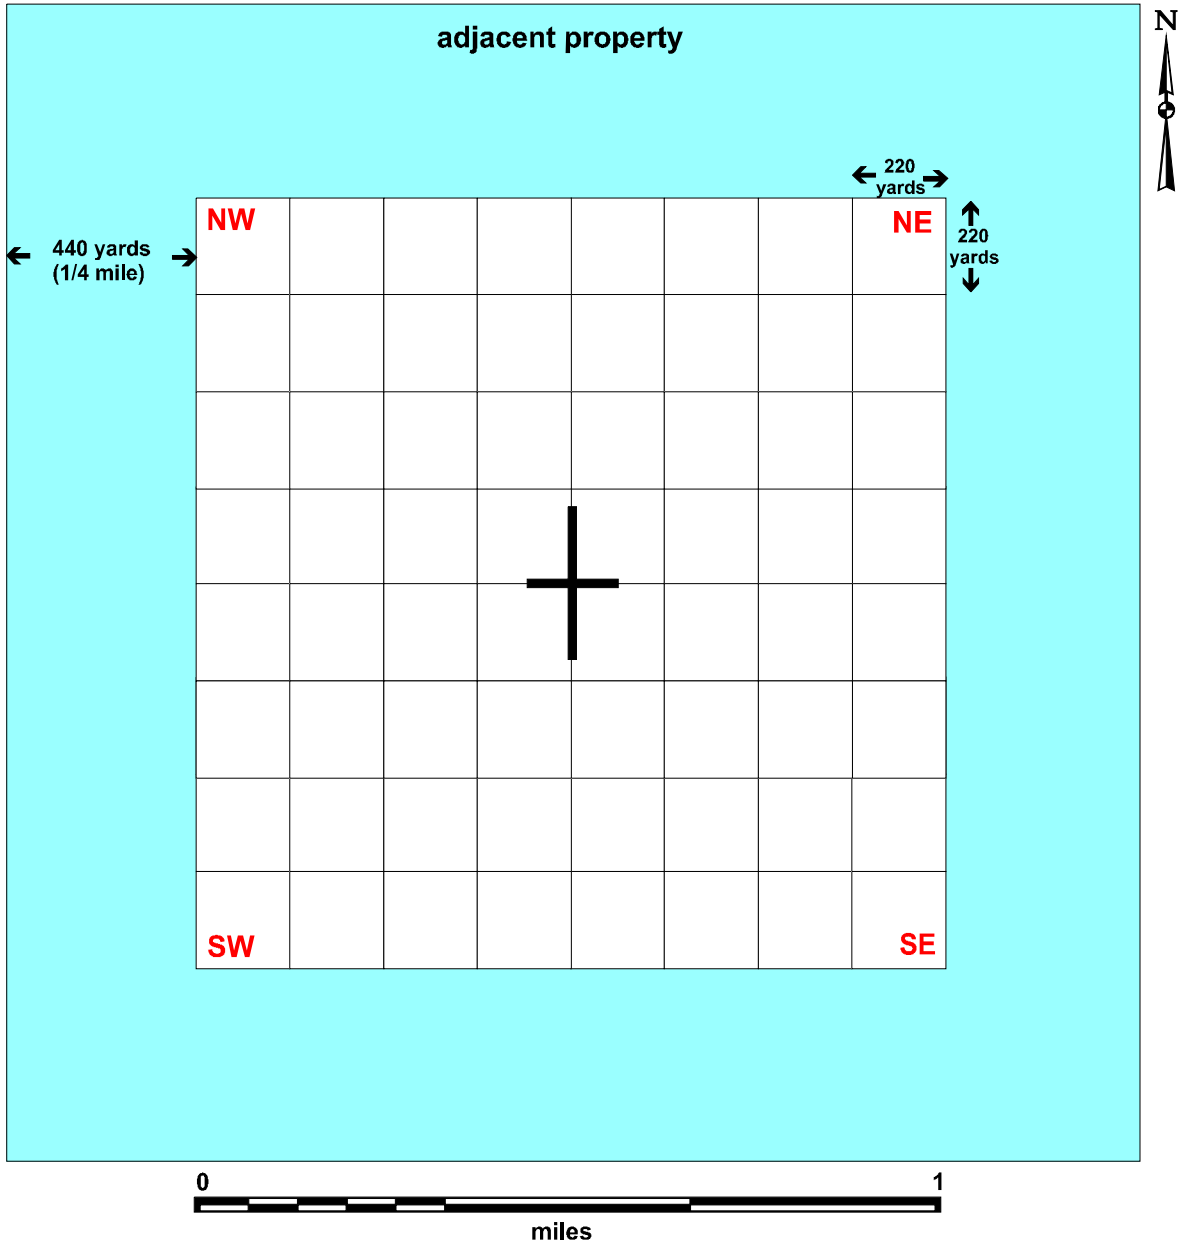 adjacent property
N
220
yards
NW
NE
220
yards
440 yards
(1/4 mile)
SW
SE
0
1
miles